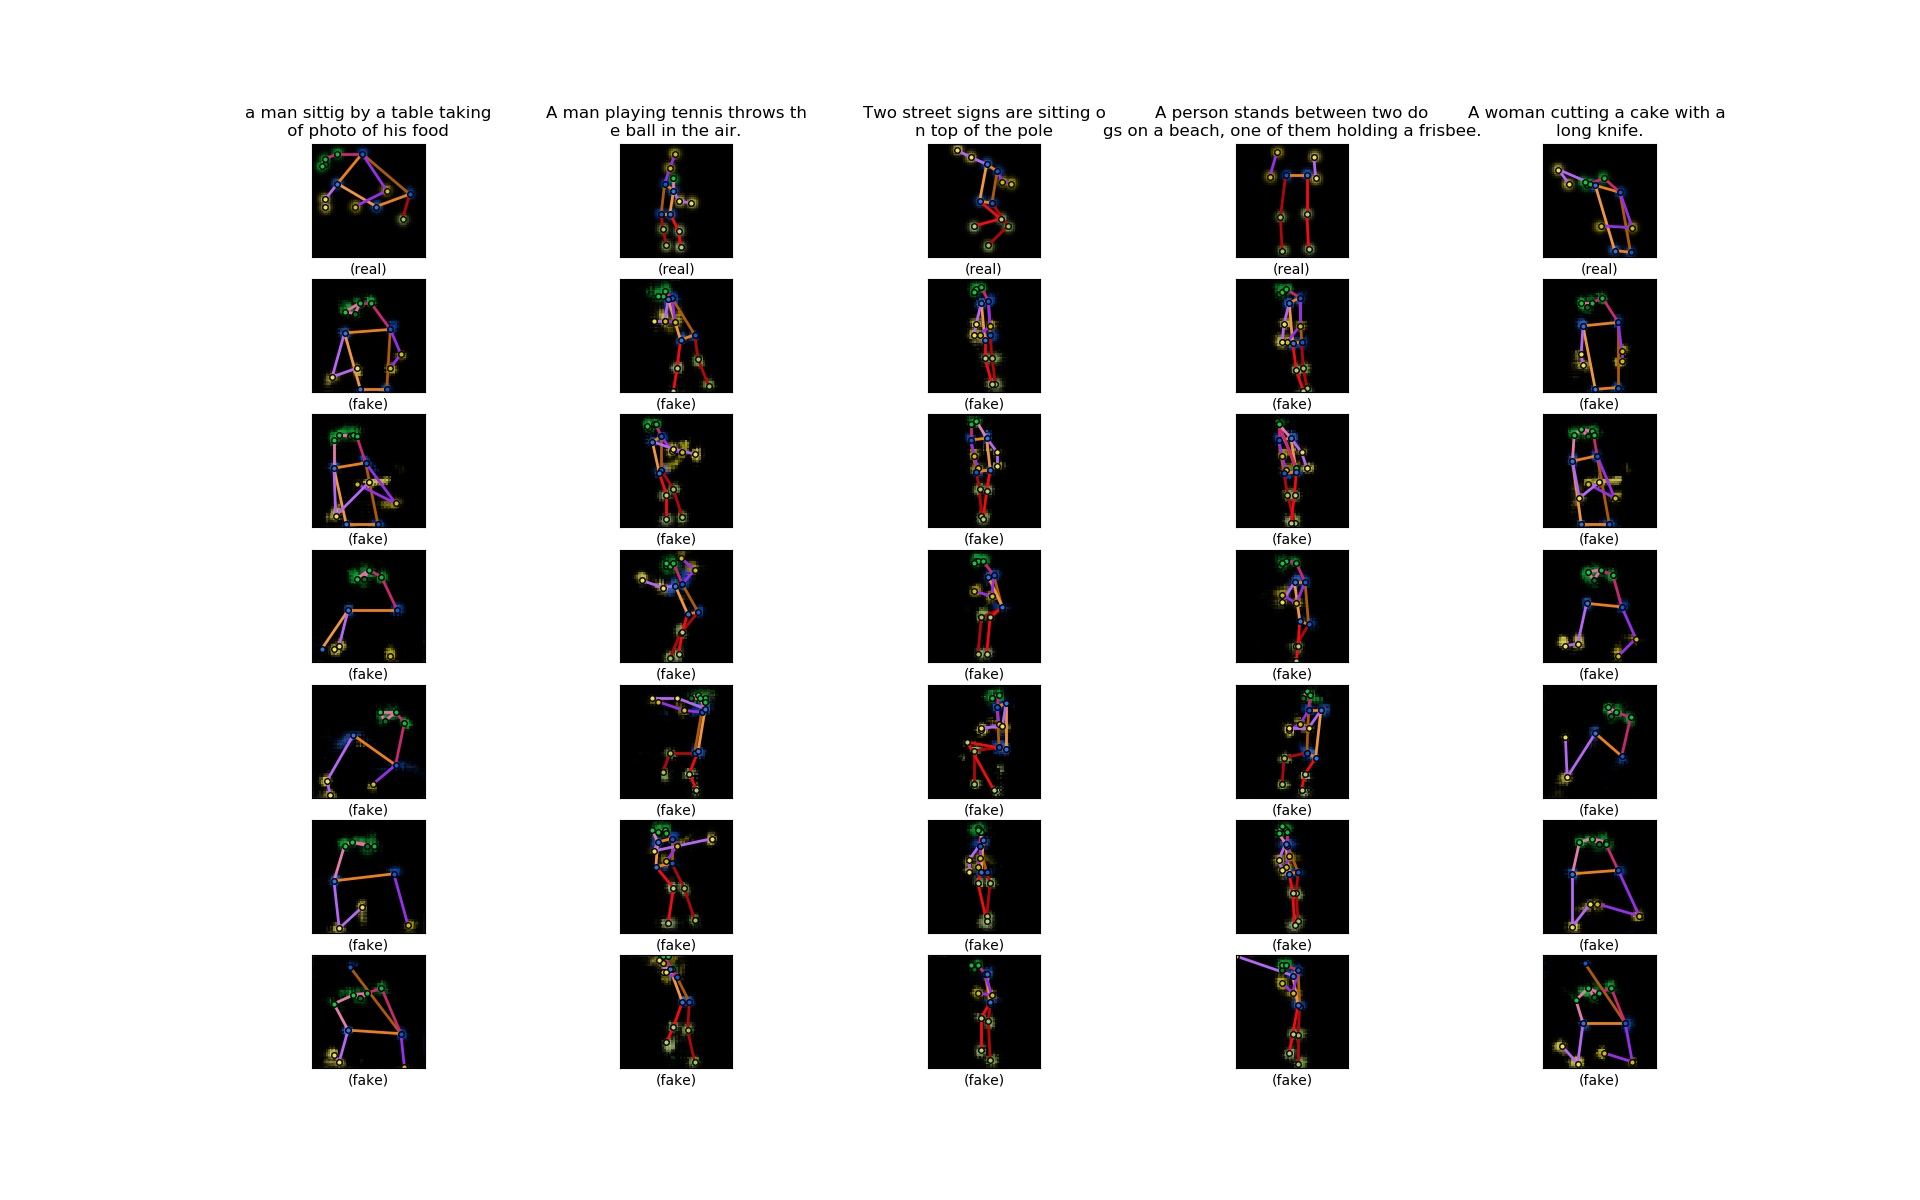 a man sittig by a table taking
of photo of his food
A man playing tennis throws th
e ball in the air.
Two street signs are sitting o
n top of the pole
A person stands between two do
gs on a beach, one of them holding a frisbee.
A woman cutting a cake with a
long knife.
(real) (real) (real) (real) (real)
(fake) (fake) (fake) (fake) (fake)
(fake) (fake) (fake) (fake) (fake)
(fake) (fake) (fake) (fake) (fake)
(fake) (fake) (fake) (fake) (fake)
(fake) (fake) (fake) (fake) (fake)
(fake) (fake) (fake) (fake) (fake)